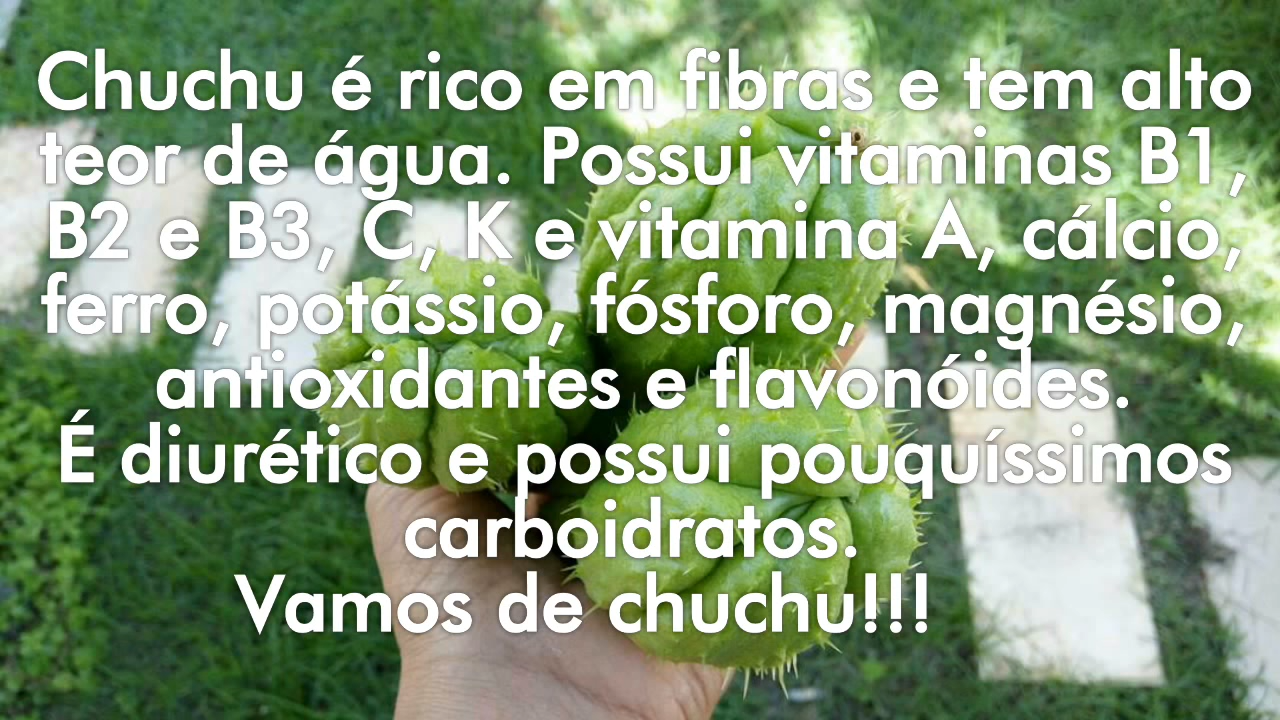 Chuchu é rico em fibras e tem alto
teor de água. Possui vitaminas B1,
B2 e B3, C, K e vitamina A, cálcio,
ferro, potássio, fósforo, magnésio,
antioxidantes e flavonóides.
É diurético e possui pouquíssimos
carboidratos.
Vamos de chuchu!!!